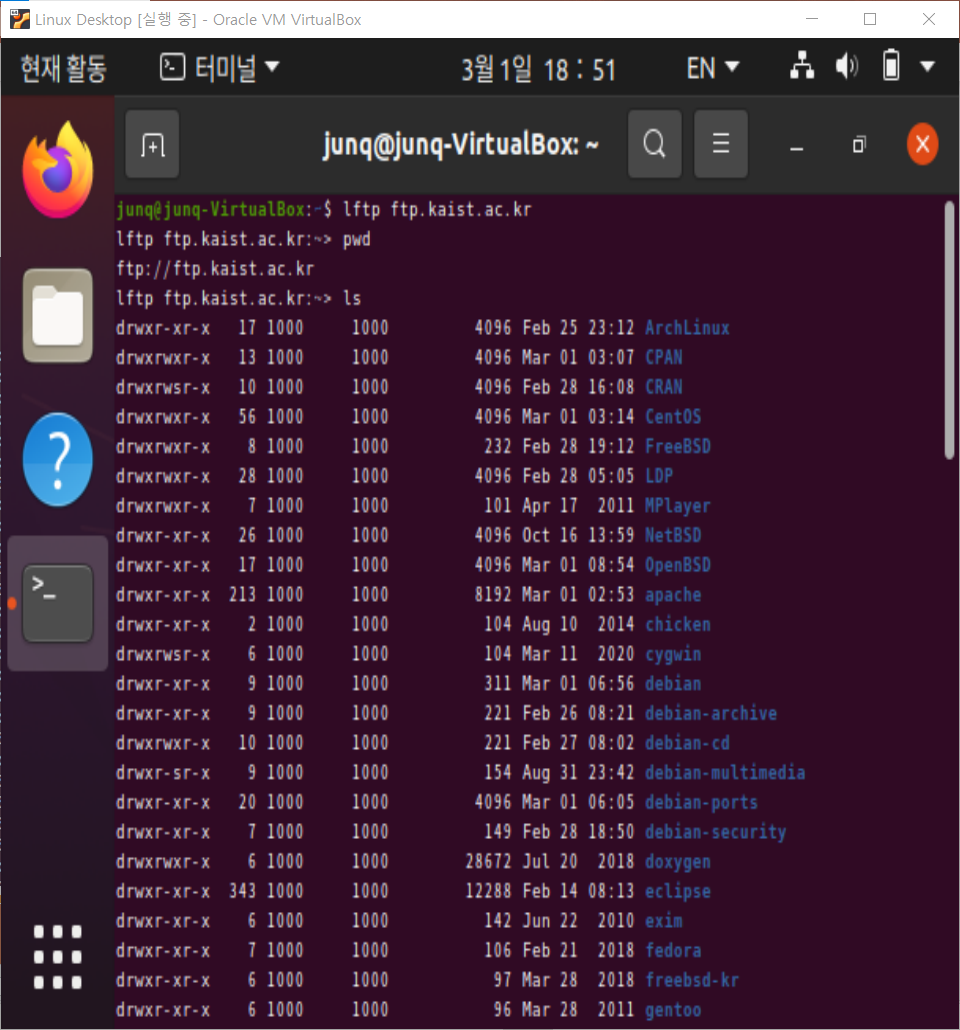 Linux Desktop [실행 중] - Oracle VM VirtualBox
현재 활동 터미널 3월 1일 18 : 51 EN
junq@junq-VirtualBox: ~
junq@junq-VirtualBox:~$ lftp ftp.kaist.ac.kr
lftp ftp.kaist.ac.kr:~> pwd
ftp://ftp.kaist.ac.kr
lftp ftp.kaist.ac.kr:~> ls
drwxr-xr-x   17 1000     1000         4096 Feb 25 23:12 ArchLinux
drwxrwxr-x   13 1000     1000         4096 Mar 01 03:07 CPAN
drwxrwsr-x   10 1000     1000         4096 Feb 28 16:08 CRAN
drwxrwxr-x   56 1000     1000         4096 Mar 01 03:14 CentOS
drwxrwxr-x    8 1000     1000          232 Feb 28 19:12 FreeBSD
drwxrwxr-x   28 1000     1000         4096 Feb 28 05:05 LDP
drwxrwxr-x    7 1000     1000          101 Apr 17  2011 MPlayer
drwxr-xr-x   26 1000     1000         4096 Oct 16 13:59 NetBSD
drwxr-xr-x   17 1000     1000         4096 Mar 01 08:54 OpenBSD
drwxr-xr-x  213 1000     1000         8192 Mar 01 02:53 apache
drwxr-xr-x    2 1000     1000          104 Aug 10  2014 chicken
drwxrwsr-x    6 1000     1000          104 Mar 11  2020 cygwin
drwxr-xr-x    9 1000     1000          311 Mar 01 06:56 debian
drwxr-xr-x    9 1000     1000          221 Feb 26 08:21 debian-archive
drwxrwxr-x   10 1000     1000          221 Feb 27 08:02 debian-cd
drwxr-sr-x    9 1000     1000          154 Aug 31 23:42 debian-multimedia
drwxr-xr-x   20 1000     1000         4096 Mar 01 06:05 debian-ports
drwxr-xr-x    7 1000     1000          149 Feb 28 18:50 debian-security
drwxrwxr-x    6 1000     1000        28672 Jul 20  2018 doxygen
drwxr-xr-x  343 1000     1000        12288 Feb 14 08:13 eclipse
drwxr-xr-x    6 1000     1000          142 Jun 22  2010 exim
drwxr-xr-x    7 1000     1000          106 Feb 21  2018 fedora
drwxr-xr-x    6 1000     1000           97 Mar 28  2018 freebsd-kr
drwxr-xr-x    6 1000     1000           96 Mar 28  2011 gentoo